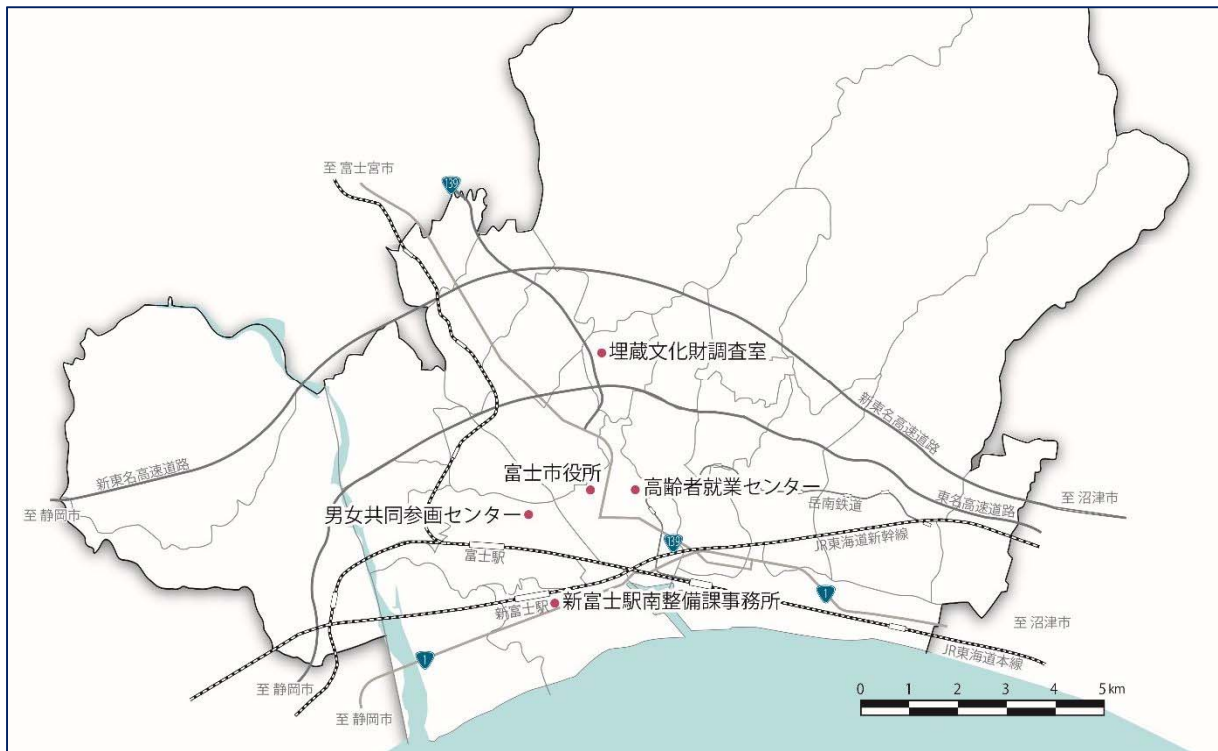 至 富士宮市
139
埋蔵文化財調査室
新東名高速道路
新東名高速道路
富士市役所
高齢者就業センター
東名高速道路
至 沼津市
至 静岡市
男女共同参画センター
岳南鉄道
139
JR東海道新幹線
富士駅
1
新富士駅
新富士駅南整備課事務所
至 沼津市
JR東海道本線
1
至 静岡市
至 静岡市
0 1 2 3 4 5km